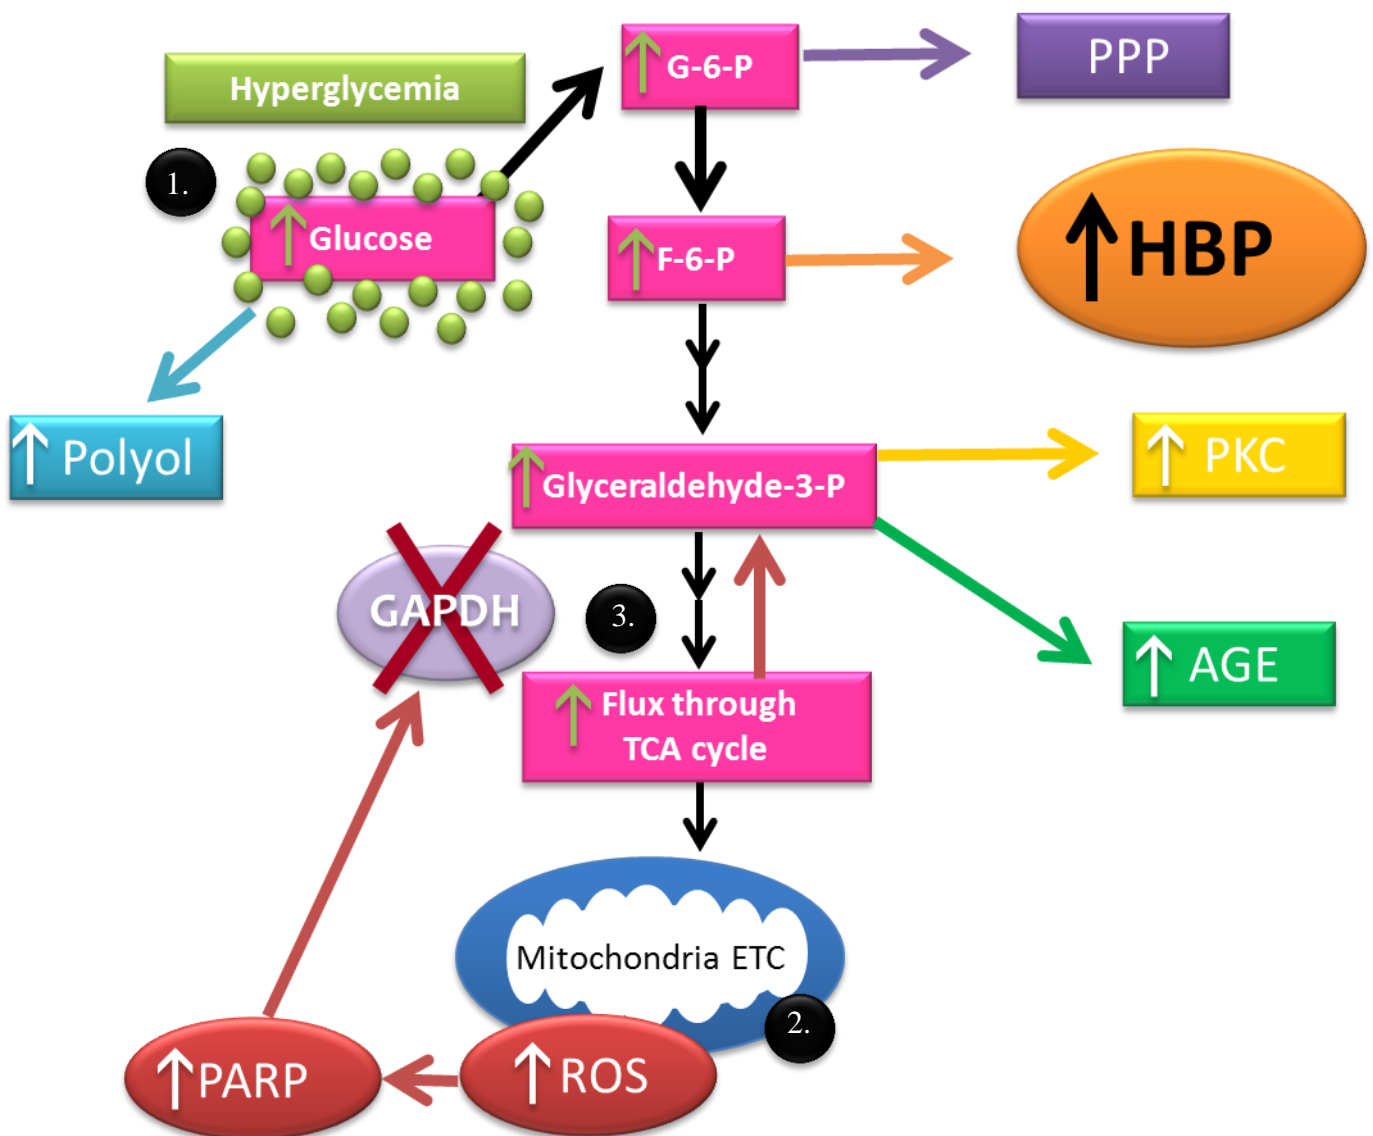 G-6-P
PPP
Hyperglycemia
1.
Glucose
F-6-P
HBP
Polyol
Glyceraldehyde-3-P
PKC
GAPDH
3.
AGE
Flux through
TCA cycle
Mitochondria ETC
2.
PARP
ROS